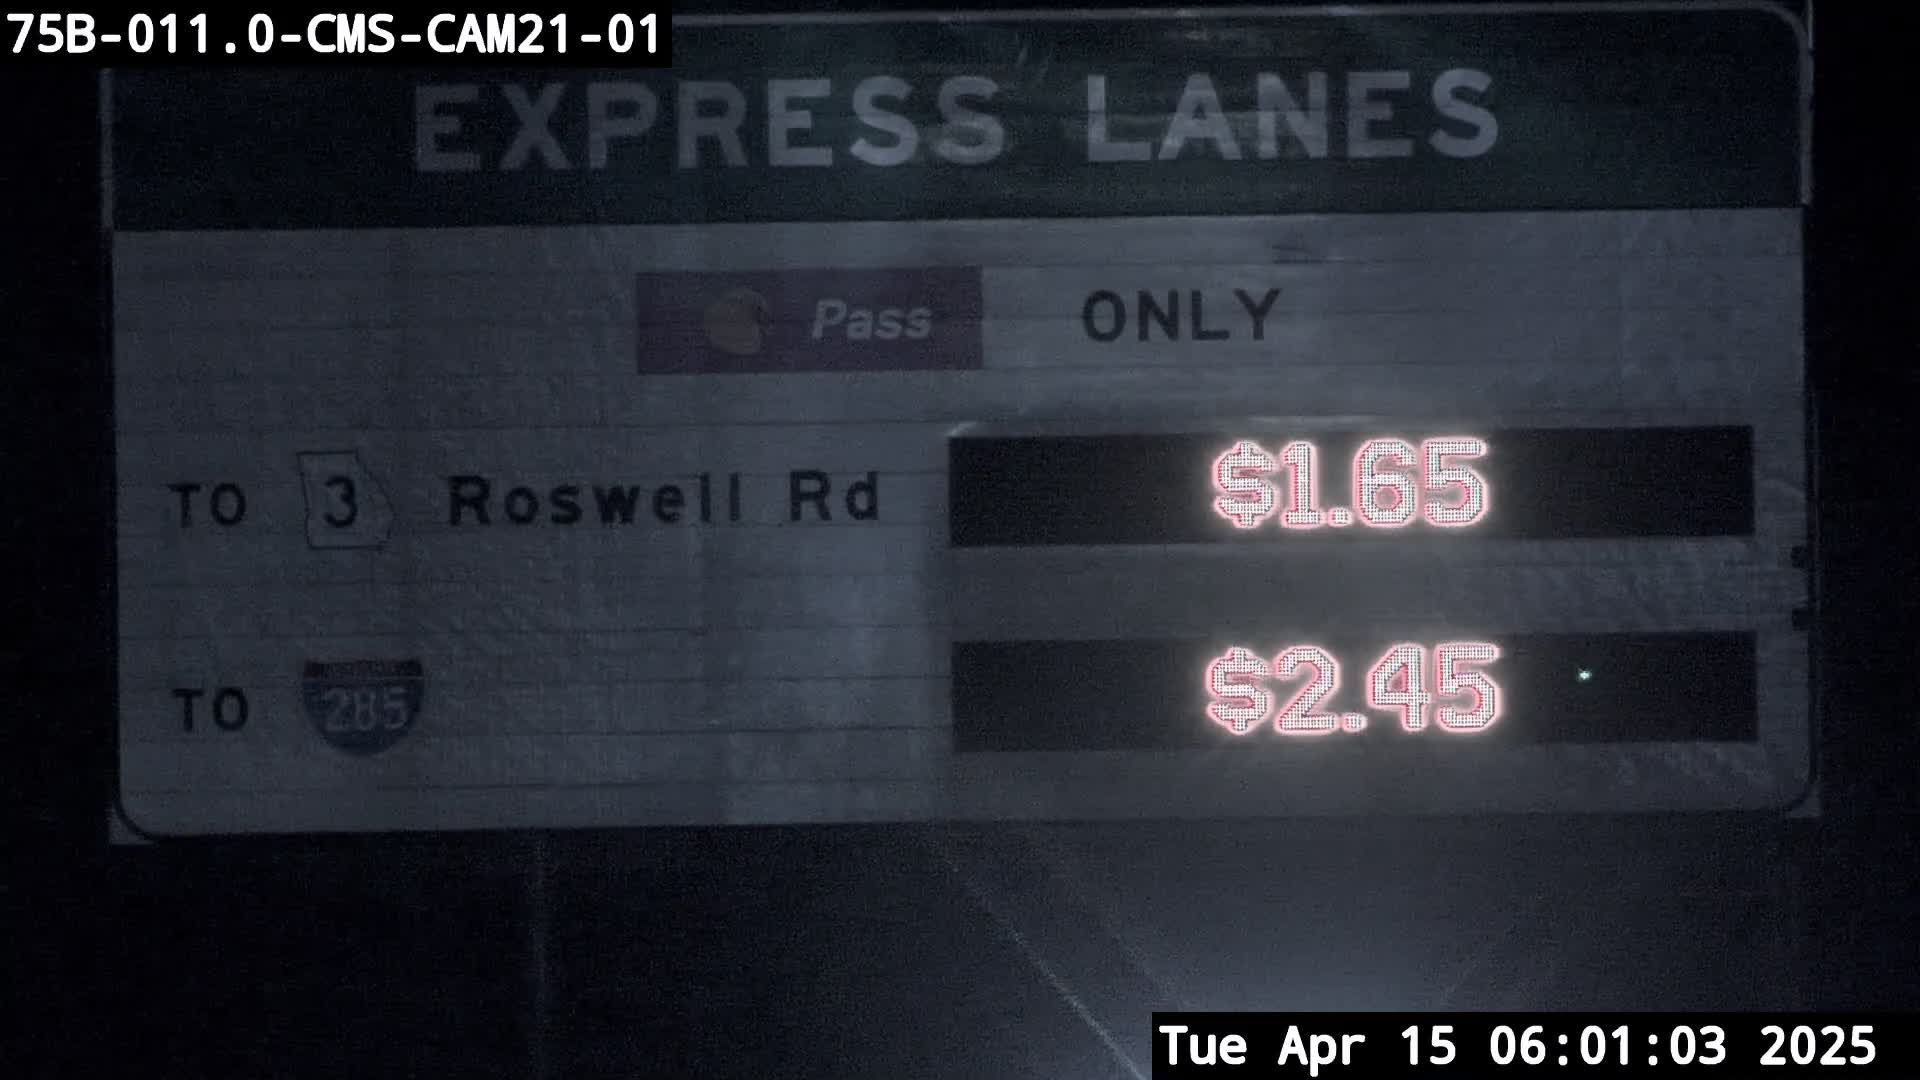 75B-011.0-CMS-CAM21-01
EXPRESS LANES
Pass ONLY
TO 3 Roswell Rd $1.65
TO 285 $2.45
Tue Apr 15 06:01:03 2025